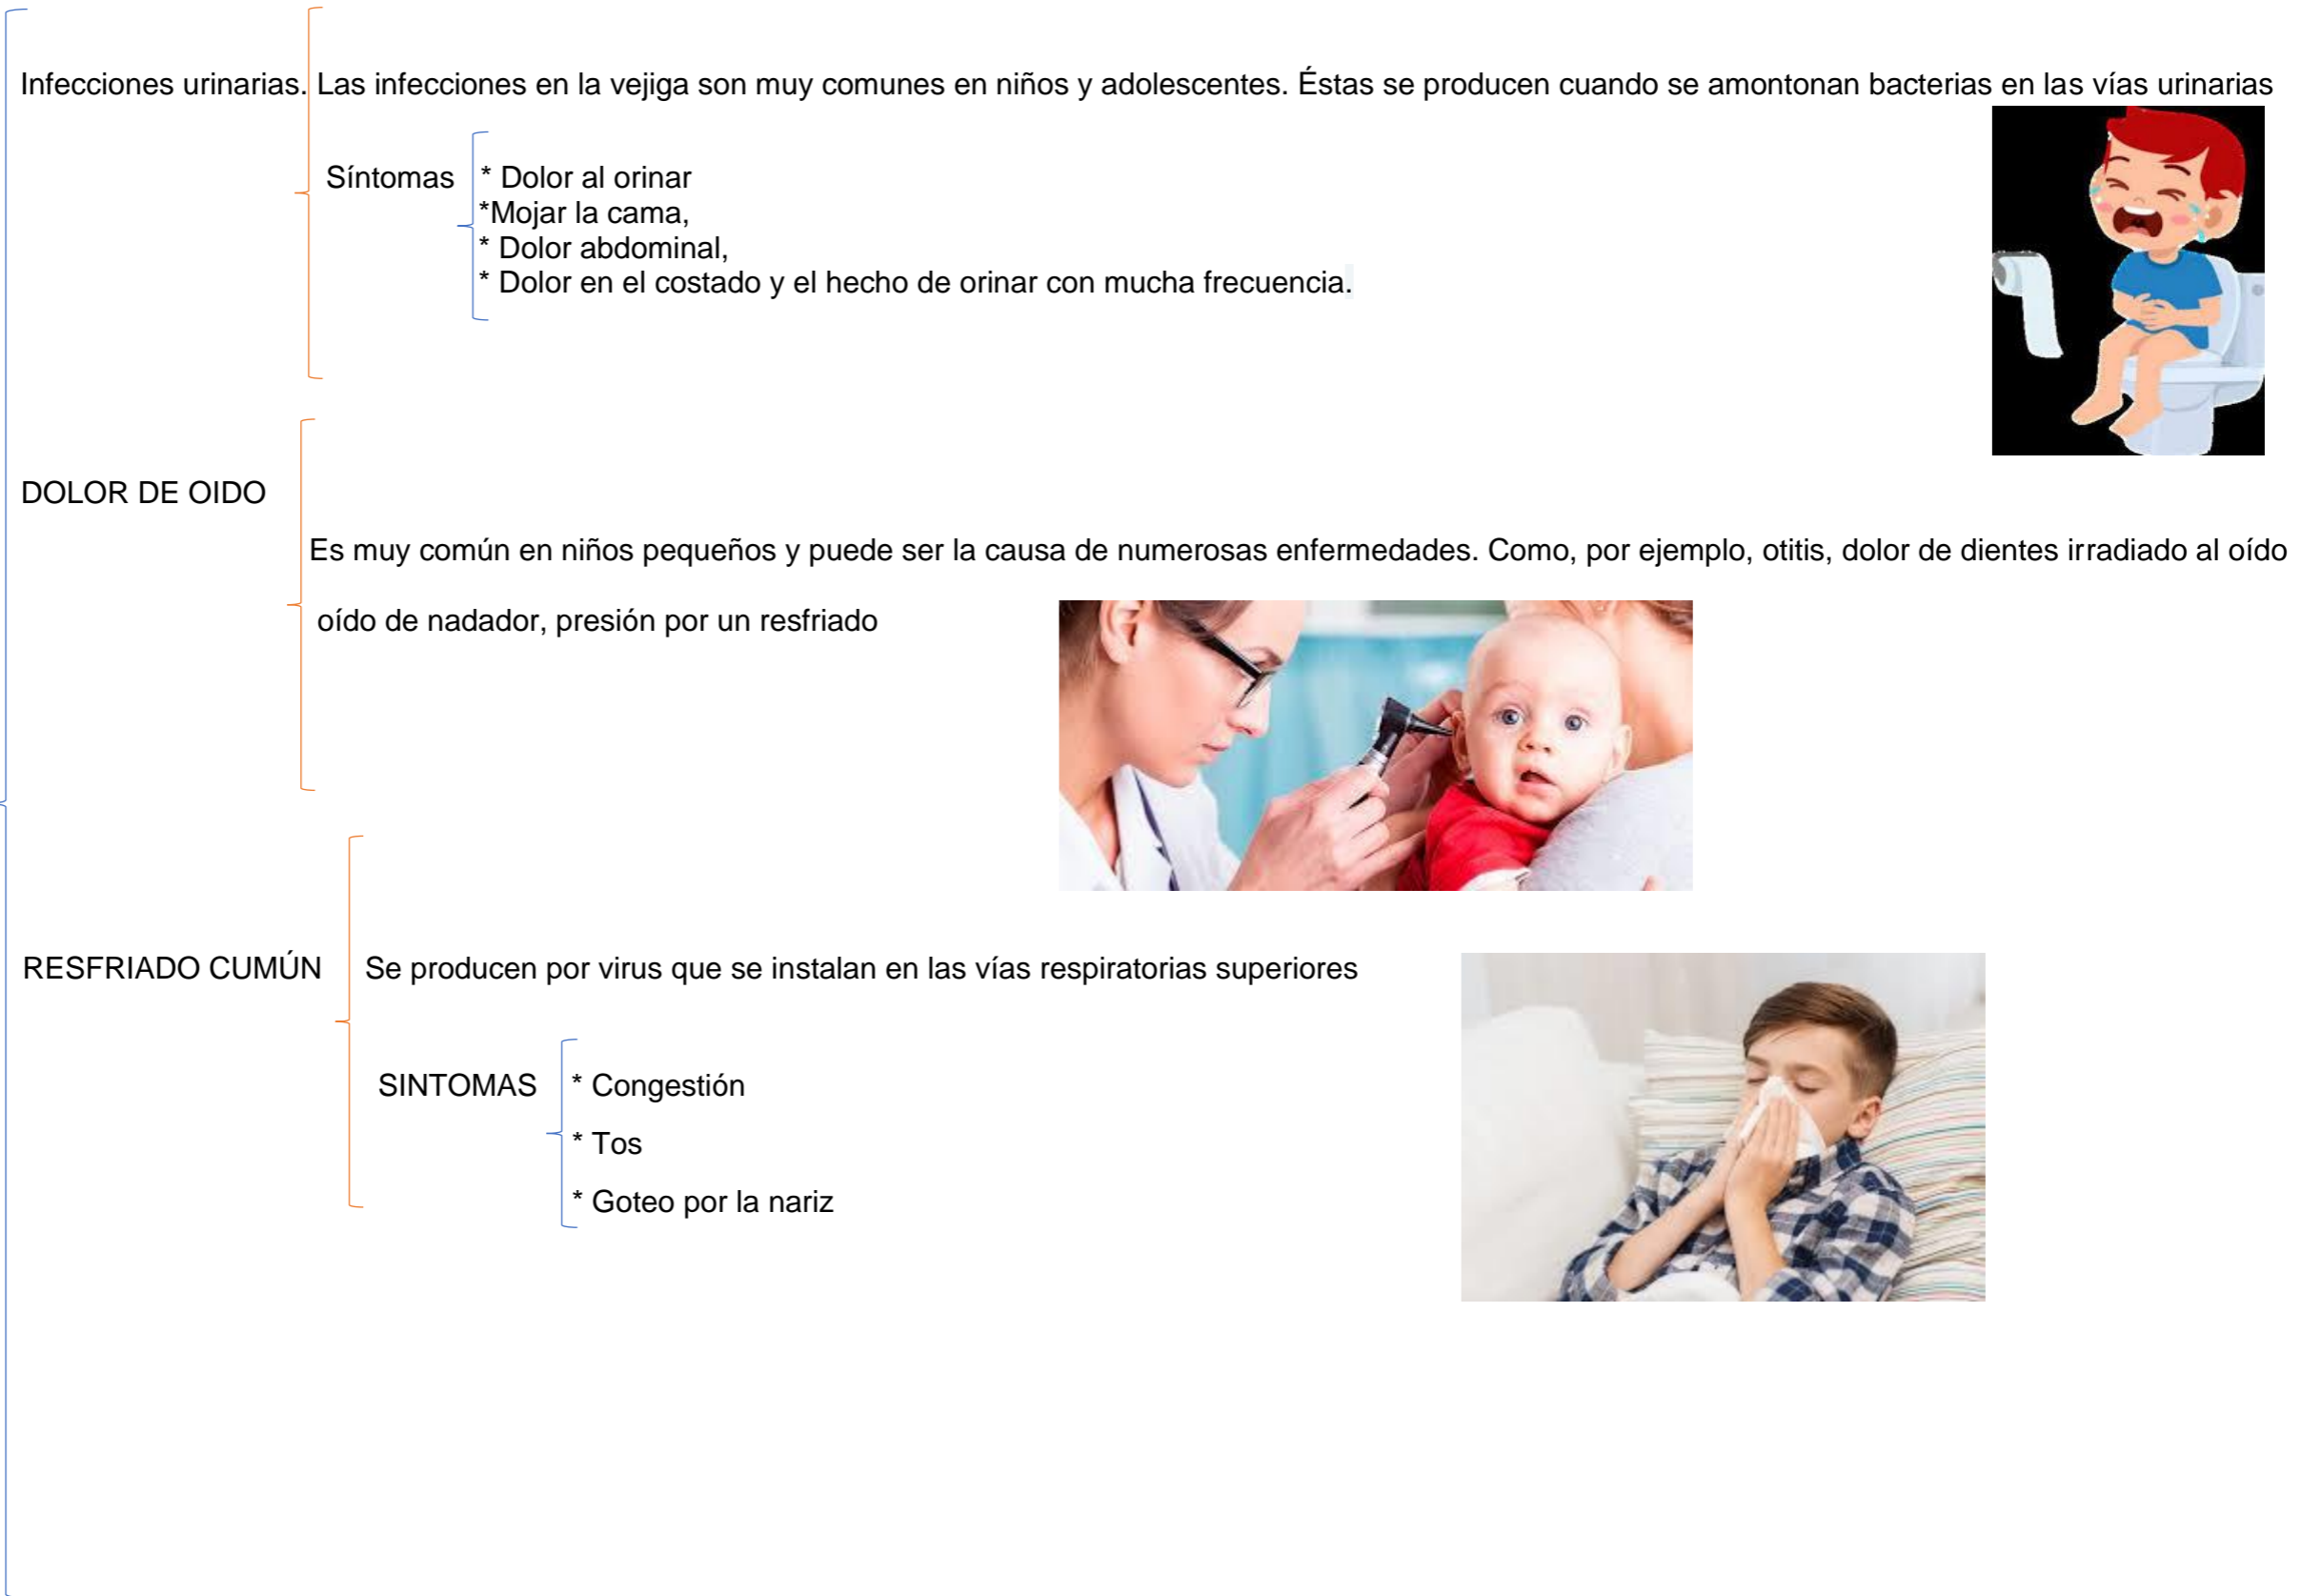 Infecciones urinarias. Las infecciones en la vejiga son muy comunes en niños y adolescentes. Éstas se producen cuando se amontonan bacterias en las vías urinarias
Síntomas * Dolor al orinar
*Mojar la cama,
* Dolor abdominal,
* Dolor en el costado y el hecho de orinar con mucha frecuencia.
DOLOR DE OIDO
Es muy común en niños pequeños y puede ser la causa de numerosas enfermedades. Como, por ejemplo, otitis, dolor de dientes irradiado al oído
oído de nadador, presión por un resfriado
RESFRIADO CUMÚN Se producen por virus que se instalan en las vías respiratorias superiores
SINTOMAS * Congestión
* Tos
* Goteo por la nariz